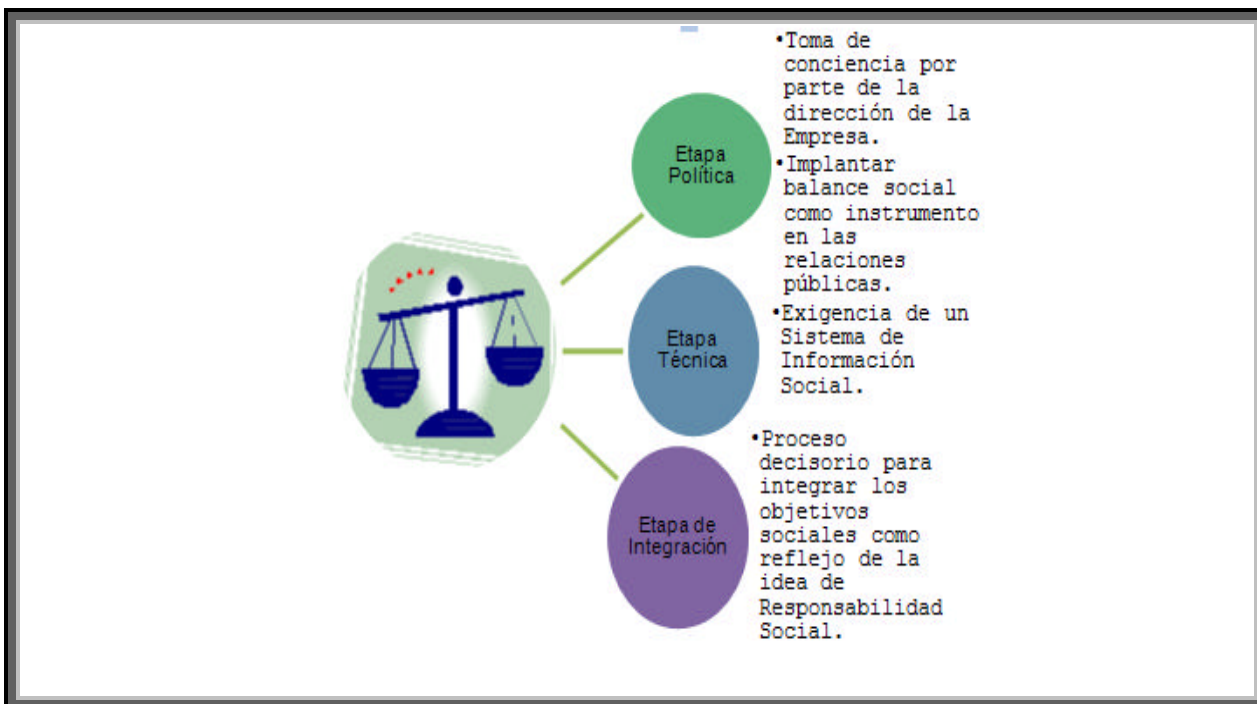 Etapa
Política
•Toma de
conciencia por
parte de la
dirección de la
Empresa.
•Implantar
balance social
como instrumento
en las
relaciones
públicas.
Etapa
Técnica
•Exigencia de un
Sistema de
Información
Social.
Etapa de
Integración
•Proceso
decisorio para
integrar los
objetivos
sociales como
reflejo de la
idea de
Responsabilidad
Social.